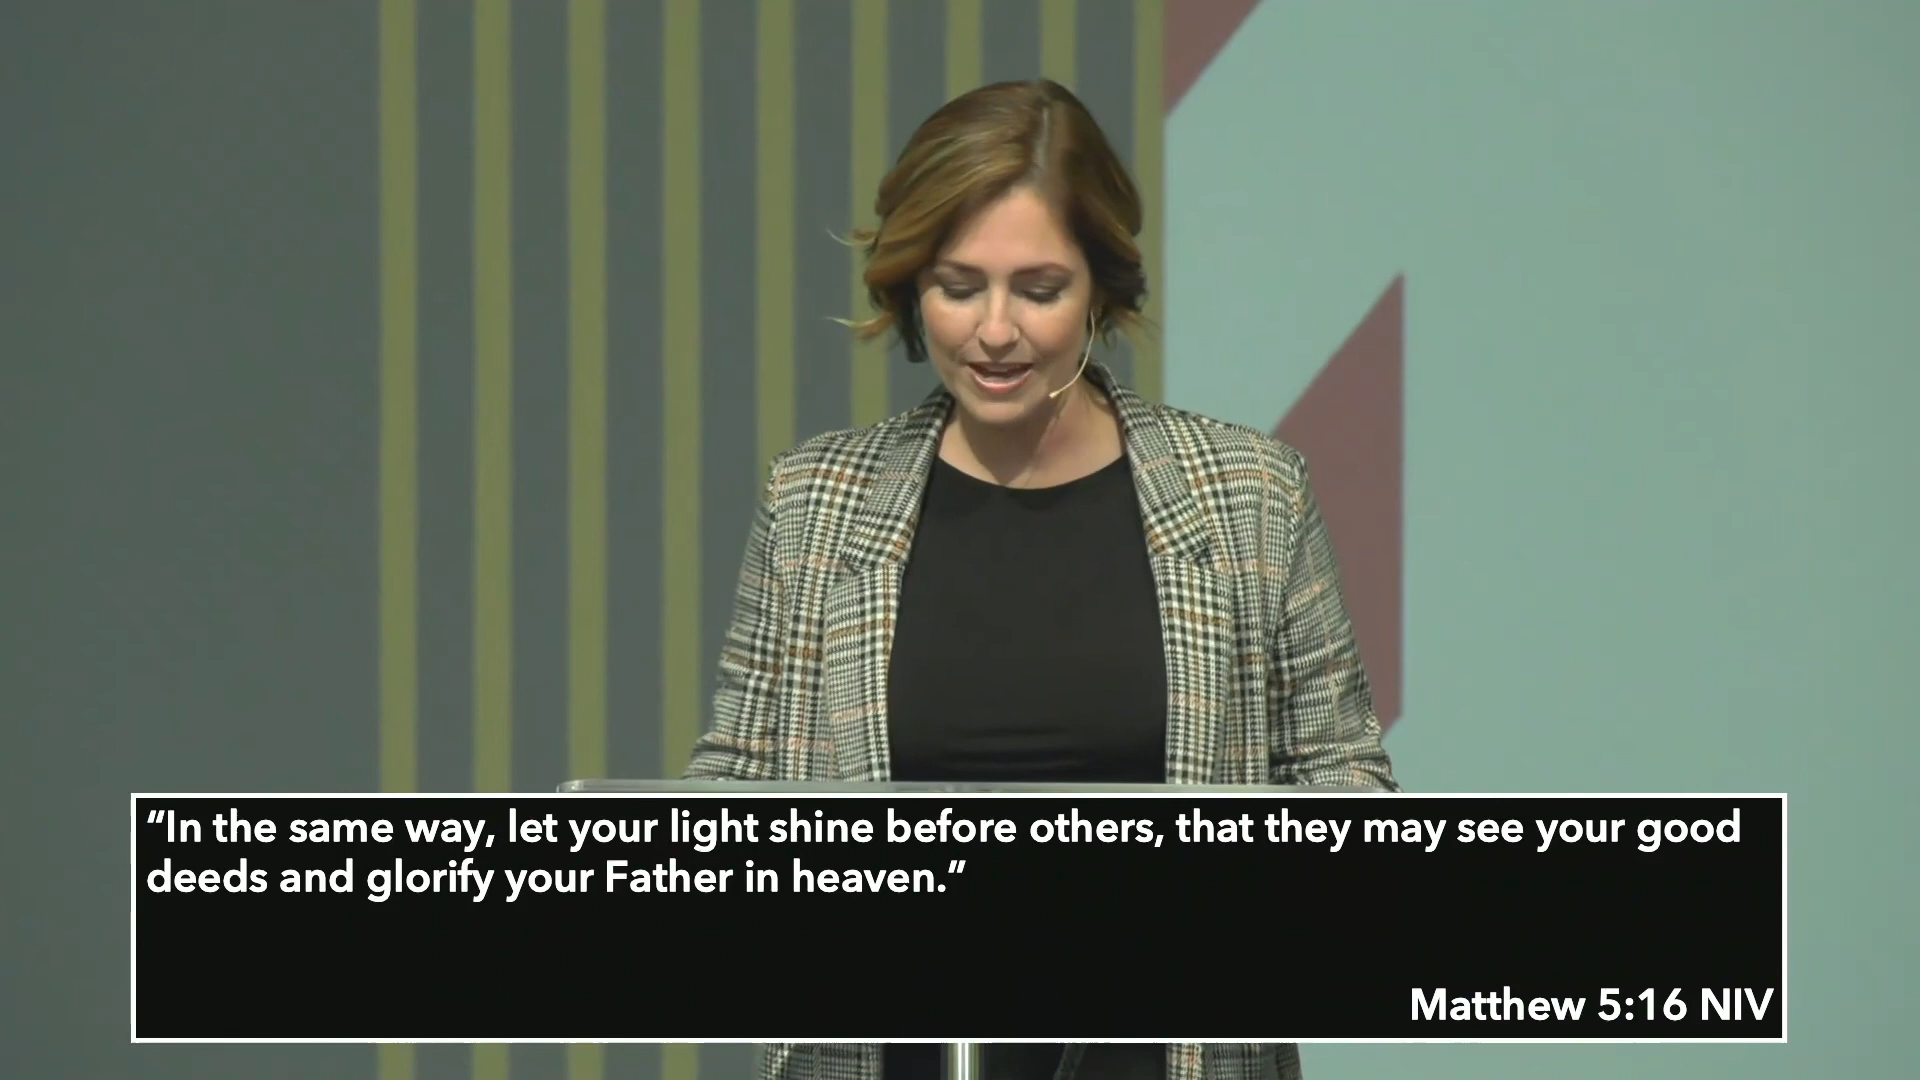 “In the same way, let your light shine before others, that they may see your good
deeds and glorify your Father in heaven.”
Matthew 5:16 NIV